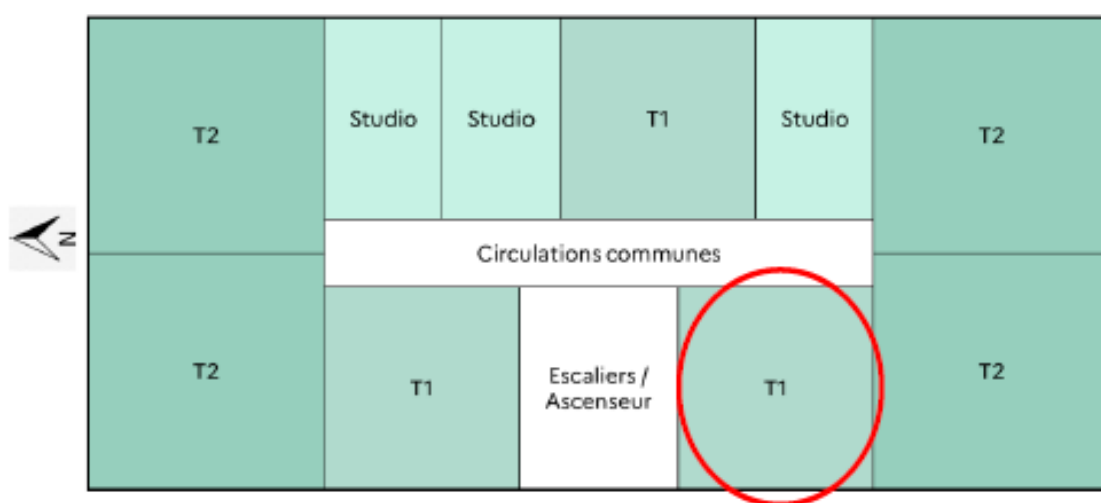 T2
Studio
Studio
T1
Studio
T2
N
Circulations communes
T2
T1
Escaliers /
Ascenseur
T1
T2